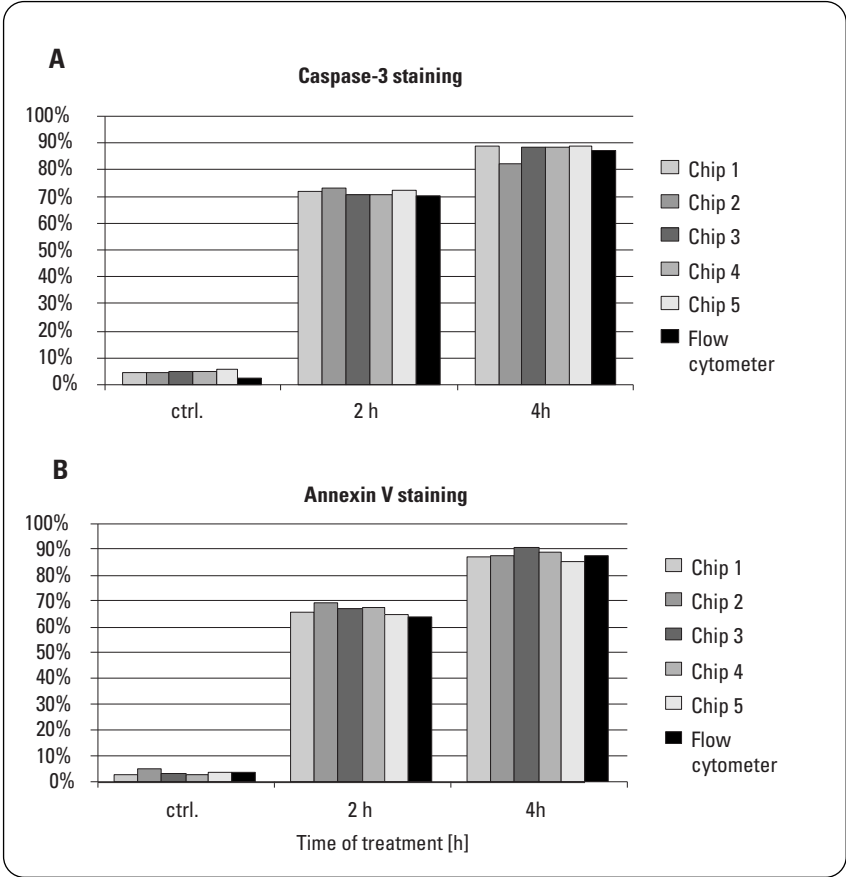 A
Caspase-3 staining
100%
90%
80%
70%
60%
50%
40%
30%
20%
10%
0%
ctrl.
2 h
4h
Chip 1
Chip 2
Chip 3
Chip 4
Chip 5
Flow
cytometer
B
Annexin V staining
100%
90%
80%
70%
60%
50%
40%
30%
20%
10%
0%
ctrl.
2 h
4h
Time of treatment [h]
Chip 1
Chip 2
Chip 3
Chip 4
Chip 5
Flow
cytometer